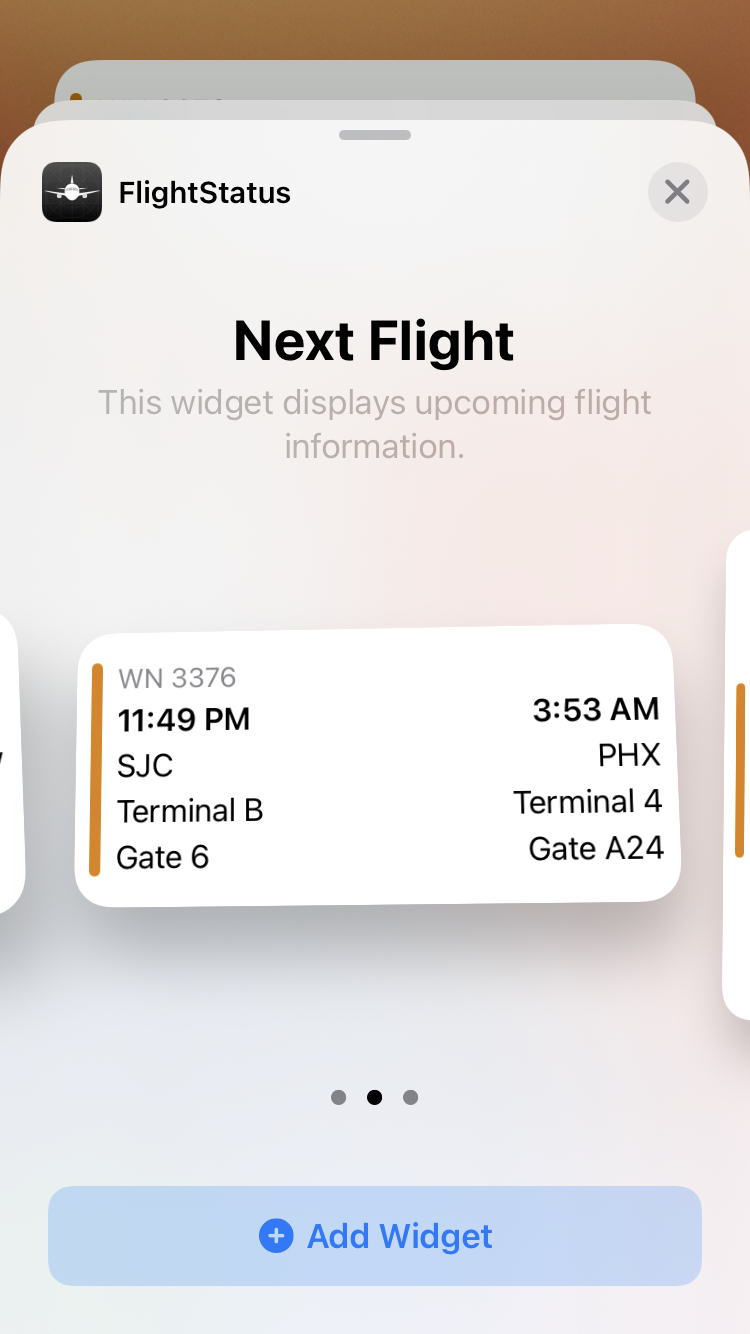 FlightStatus
Next Flight
This widget displays upcoming flight
information.
WN 3376
11:49 PM
3:53 AM
SJC
PHX
Terminal B
Terminal 4
Gate 6
Gate A24
Add Widget